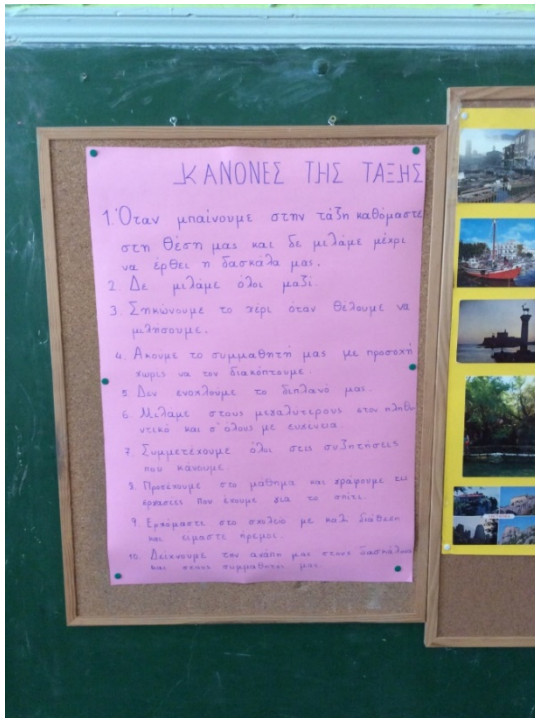 ΚΑΝΟΝΕΣ ΤΗΣ ΤΑΞΗΣ
1. Όταν μπαίνουμε στην τάξη καθόμαστε
στη θέση μας και δε μιλάμε μέχρι
να έρθει η δασκάλα μας.
2 Δε μιλάμε όλοι μαζί.
3. Σηκώνουμε το χέρι όταν θέλουμε να
μιλήσουμε.
4. Ακούμε το συμμαθητή μας με προσοχή
χωρίς να τον διακόπτουμε.
5. Δεν ενοχλούμε το διπλανό μας.
6. Μιλάμε στους μεγαλύτερους στον πληθυ-
ντικό και σ' όλους με ευγένεια.
7. Συμμετέχουμε όλοι στις συζητήσεις
που κάνουμε.
8. Προσέχουμε στο μάθημα και γράφουμε τις
εργασίες που έχουμε για το σπίτι.
9. Ερχόμαστε στο σχολείο με καλή διάθεση
και είμαστε ήρεμοι.
10. Δείχνουμε την αγάπη μας στους δασκάλους
και στους συμμαθητές μας.